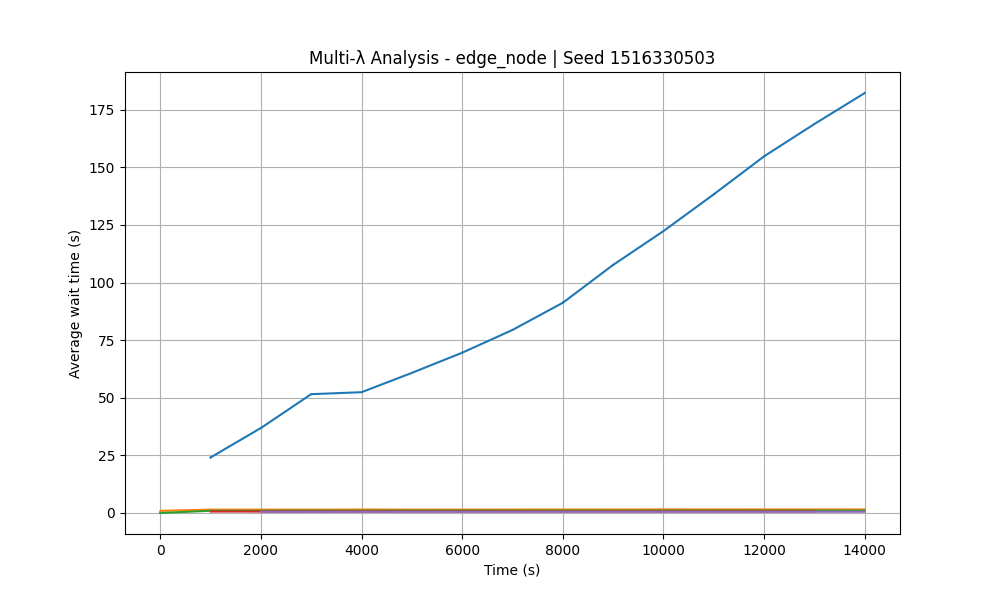 Multi-λ Analysis - edge_node | Seed 1516330503
Average wait time (s)
175
150
125
100
75
50
25
0
0 2000 4000 6000 8000 10000 12000 14000
Time (s)